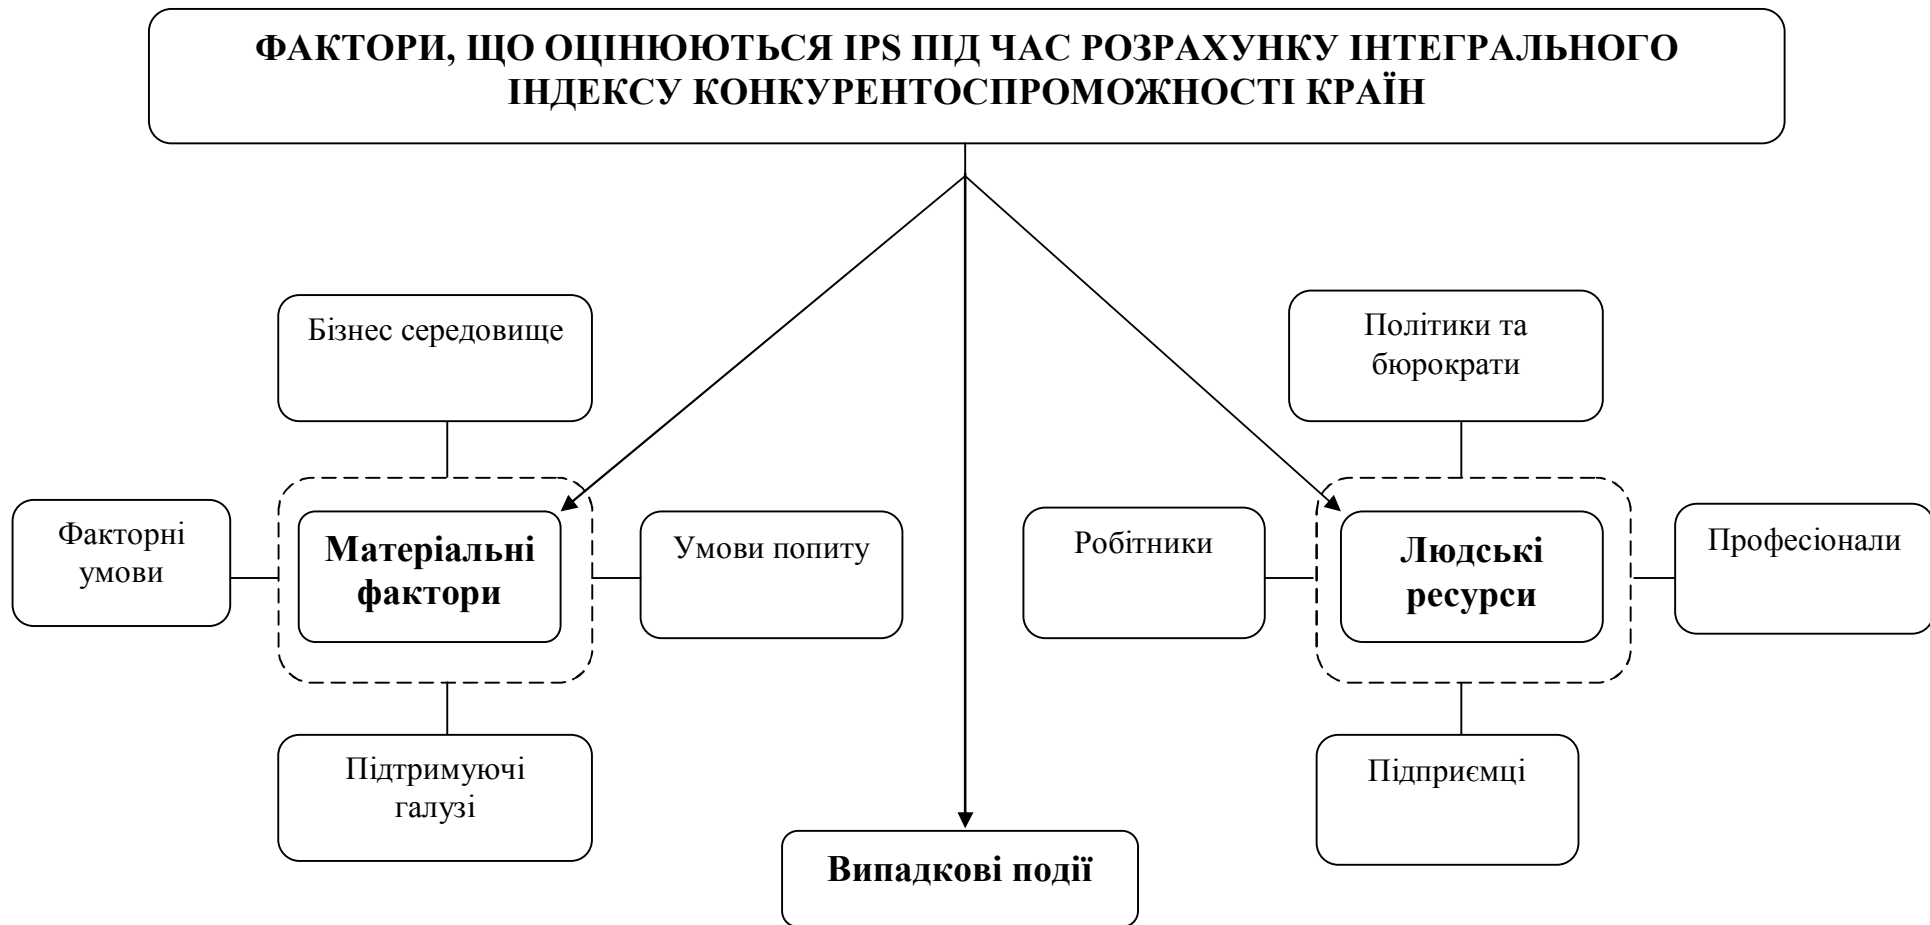 ФАКТОРИ, ЩО ОЦІНЮЮТЬСЯ IPS ПІД ЧАС РОЗРАХУНКУ ІНТЕГРАЛЬНОГО
ІНДЕКСУ КОНКУРЕНТОСПРОМОЖНОСТІ КРАЇН
Бізнес середовище
Політики та
бюрократи
Факторні
умови
Матеріальні
фактори
Умови попиту
Робітники
Людські
ресурси
Професіонали
Підтримуючі
галузі
Підприємці
Випадкові події